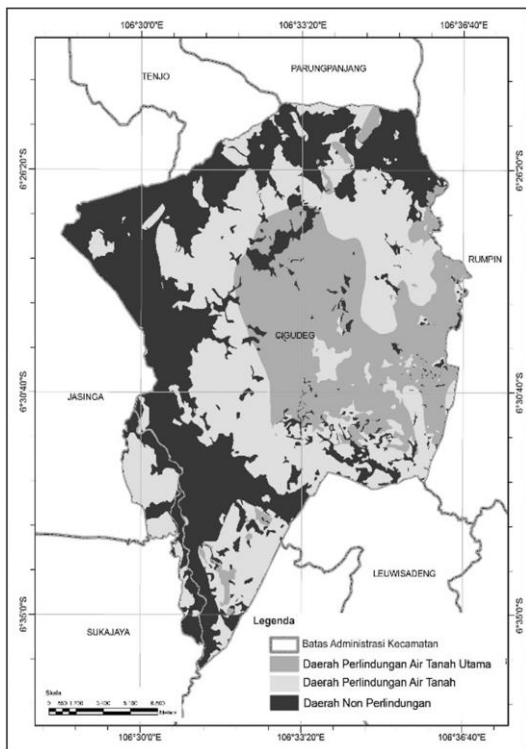 106°30'0"E 106°33'20"E 106°36'40"E
TENJO
PARUNGPANJANG
6°26'20"S 6°26'20"S
RUMPIN
CIGUDEG
JASINGA
6°30'40"S 6°30'40"S
LEUWISADENG
SUKAJAYA
6°35'0"S 6°35'0"S
Legenda
Batas Administrasi Kecamatan
Daerah Perlindungan Air Tanah Utama
Daerah Perlindungan Air Tanah
Daerah Non Perlindungan
Skala
106°30'0"E 106°33'20"E 106°36'40"E